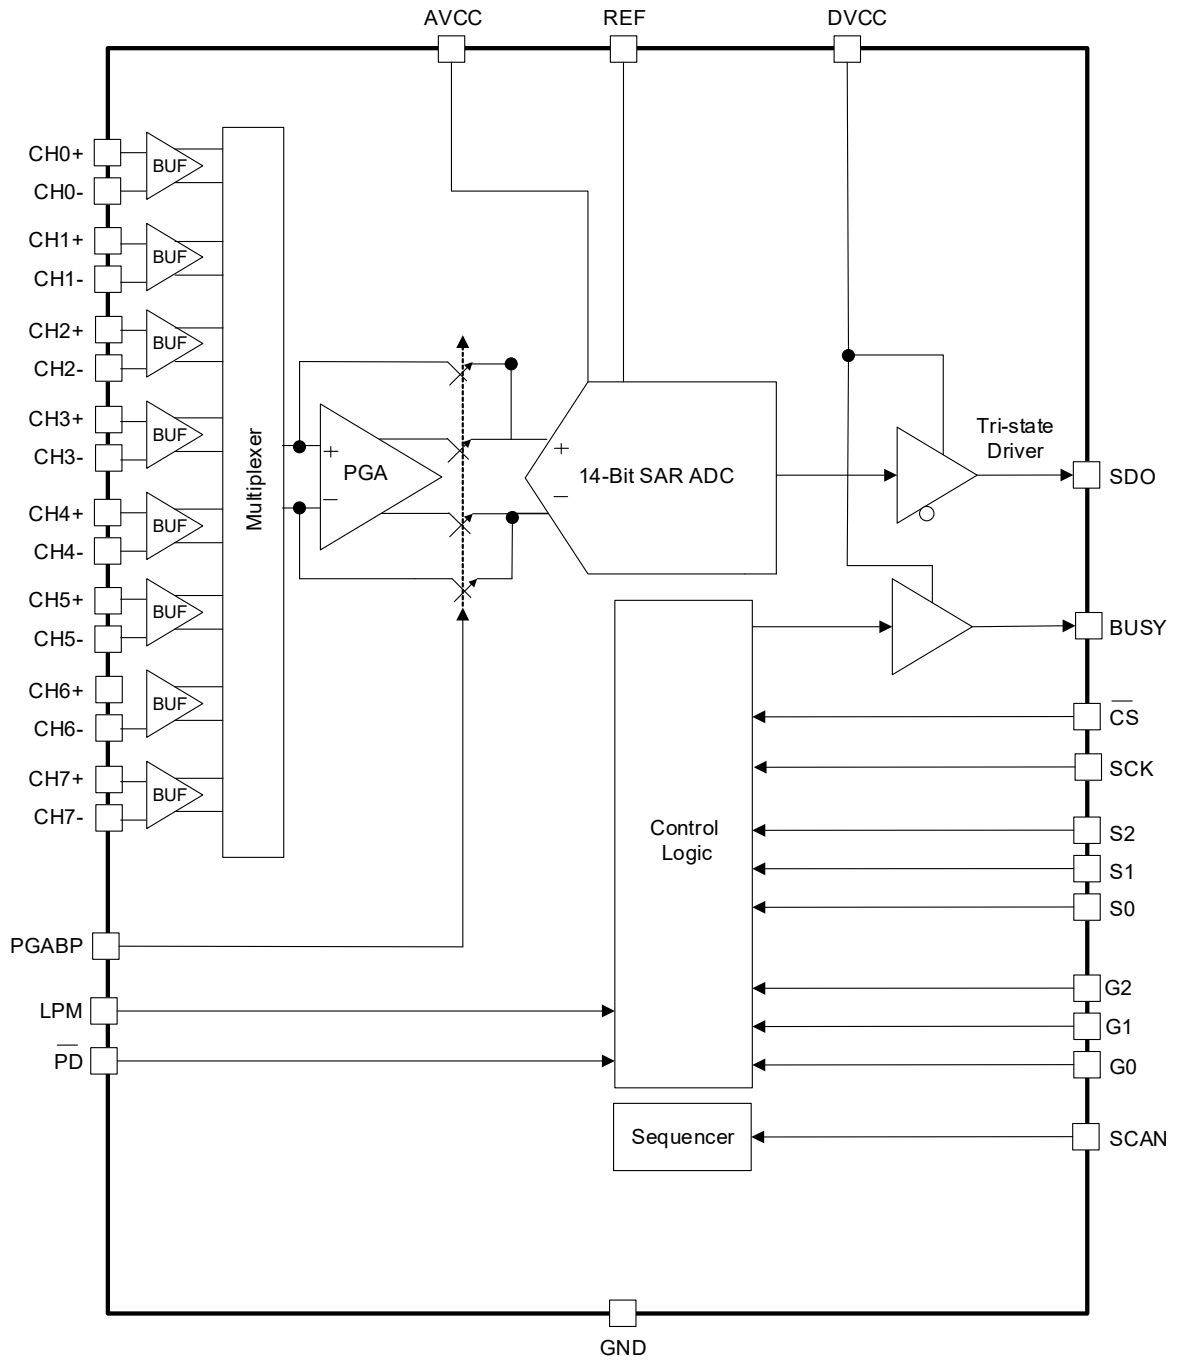 AVCC
REF
DVCC
CH0+
BUF
CH0-
CH1+
BUF
CH1-
CH2+
BUF
CH2-
CH3+
BUF
CH3-
CH4+
BUF
CH4-
CH5+
BUF
CH5-
CH6+
BUF
CH6-
CH7+
BUF
CH7-
Multiplexer
+
PGA
−
+
14-Bit SAR ADC
−
Tri-state
Driver
SDO
BUSY
C̅S̅
SCK
Control
Logic
S2
S1
S0
PGABP
LPM
P̅D̅
G2
G1
G0
Sequencer
SCAN
GND